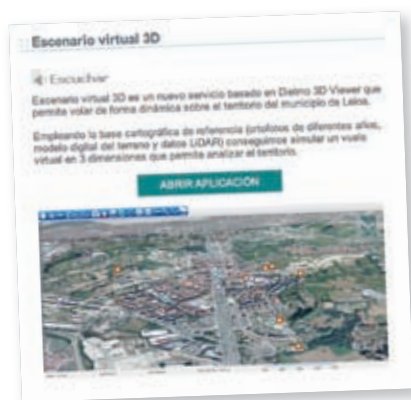 Escenario virtual 3D
Escuchar
Escenario virtual 3D es un nuevo servicio basado en Dielmo 3D Viewer que
permite volar de forma dinámica sobre el territorio del municipio de Leioa.
Empleando la base cartográfica de referencia (ortofotos de diferentes años,
modelo digital del terreno y datos LiDAR) conseguimos simular un vuelo
virtual en 3 dimensiones que permite analizar el territorio.
ABRIR APLICACIÓN